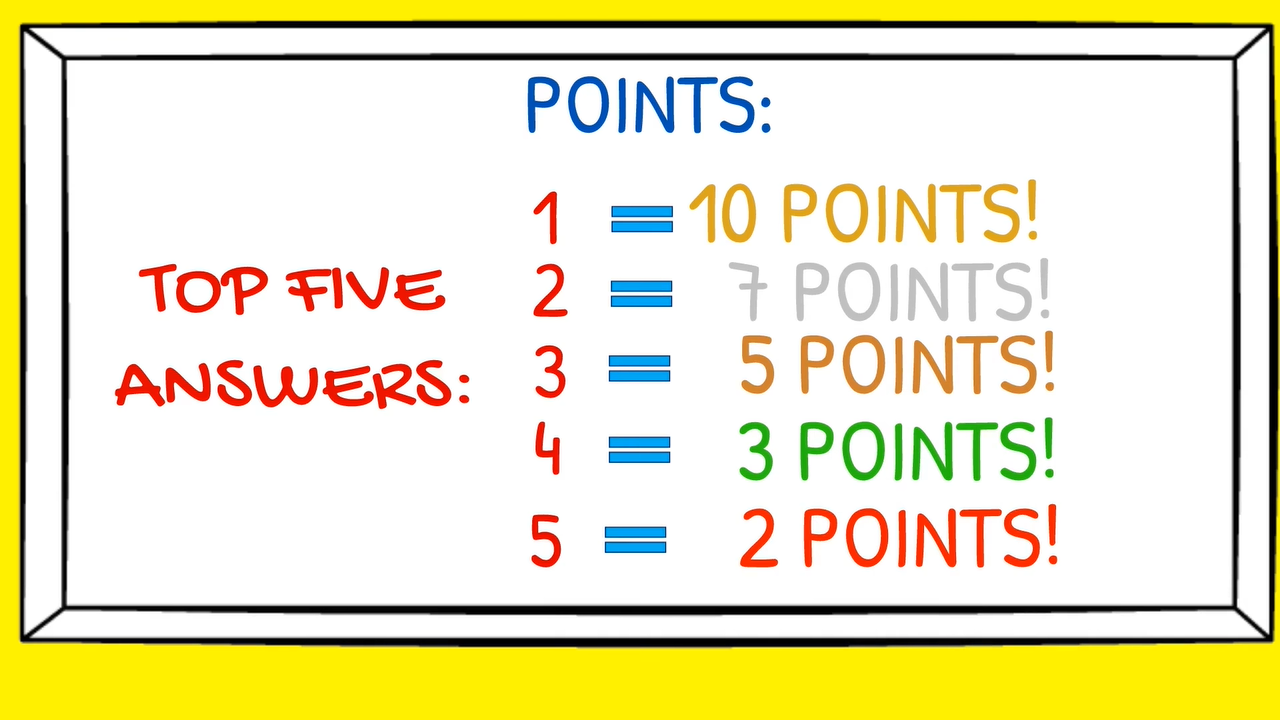 POINTS:
1 = 10 POINTS!
2 = 7 POINTS!
3 = 5 POINTS!
4 = 3 POINTS!
5 = 2 POINTS!
TOP FIVE
ANSWERS: